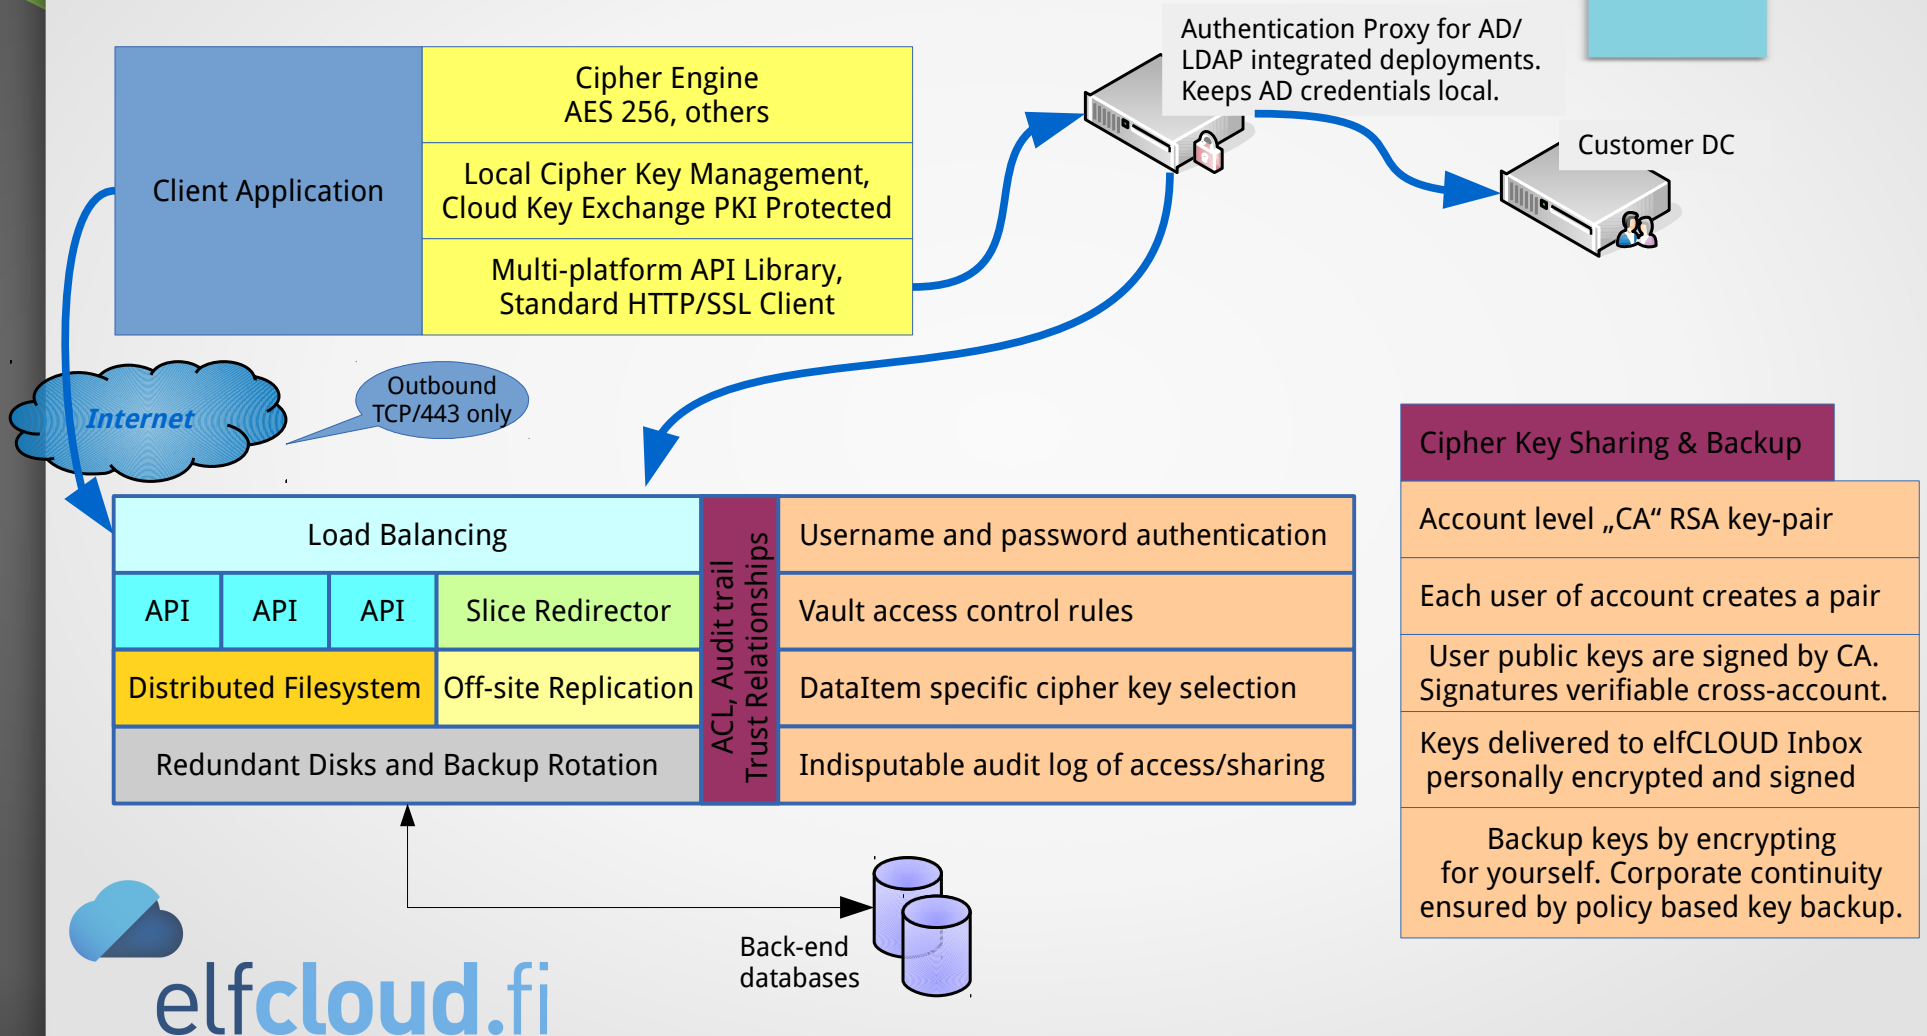 Authentication Proxy for AD/
LDAP integrated deployments.
Keeps AD credentials local.
Customer DC
Client Application
Cipher Engine
AES 256, others
Local Cipher Key Management,
Cloud Key Exchange PKI Protected
Multi-platform API Library,
Standard HTTP/SSL Client
Internet
Outbound
TCP/443 only
Load Balancing
API
API
API
Slice Redirector
Distributed Filesystem
Off-site Replication
Redundant Disks and Backup Rotation
ACL, Audit trail
Trust Relationships
Username and password authentication
Vault access control rules
DataItem specific cipher key selection
Indisputable audit log of access/sharing
Cipher Key Sharing & Backup
Account level „CA“ RSA key-pair
Each user of account creates a pair
User public keys are signed by CA.
Signatures verifiable cross-account.
Keys delivered to elfCLOUD Inbox
personally encrypted and signed
Backup keys by encrypting
for yourself. Corporate continuity
ensured by policy based key backup.
Back-end
databases
elfcloud.fi